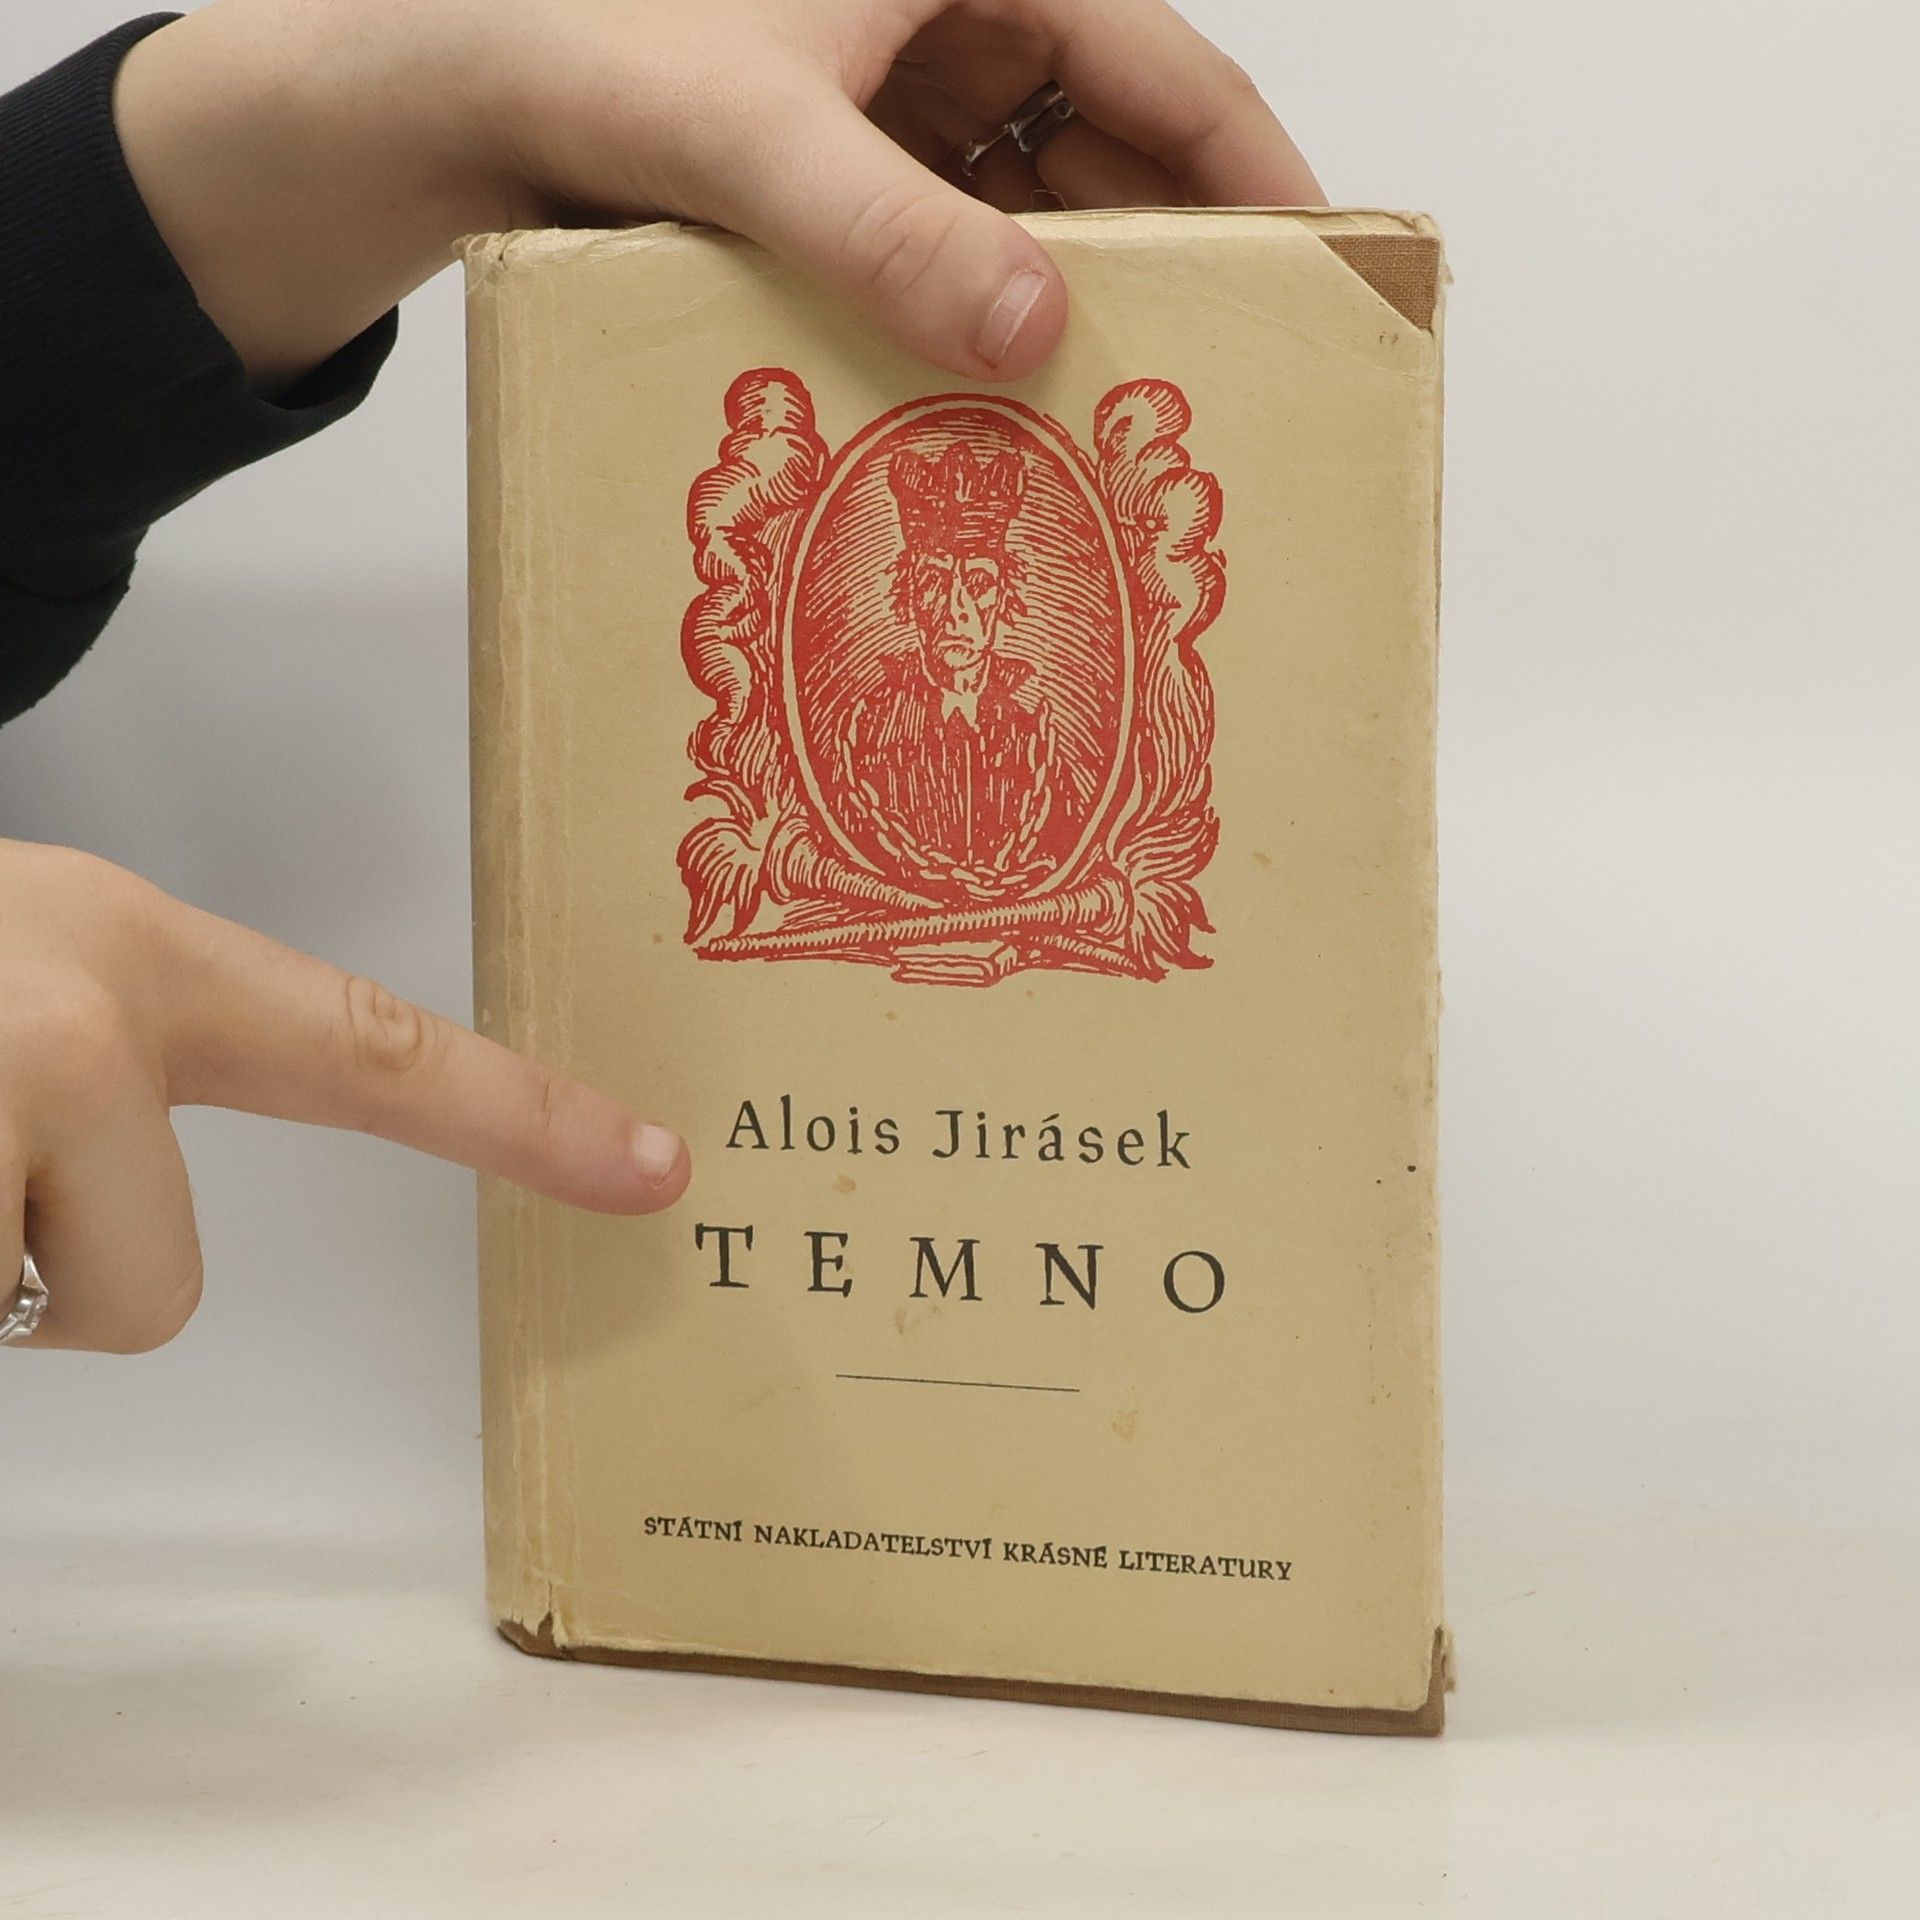 Alois Jirásek
TEMNO
STÁTNÍ NAKLADATELSTVÍ KRÁSNÉ LITERATURY